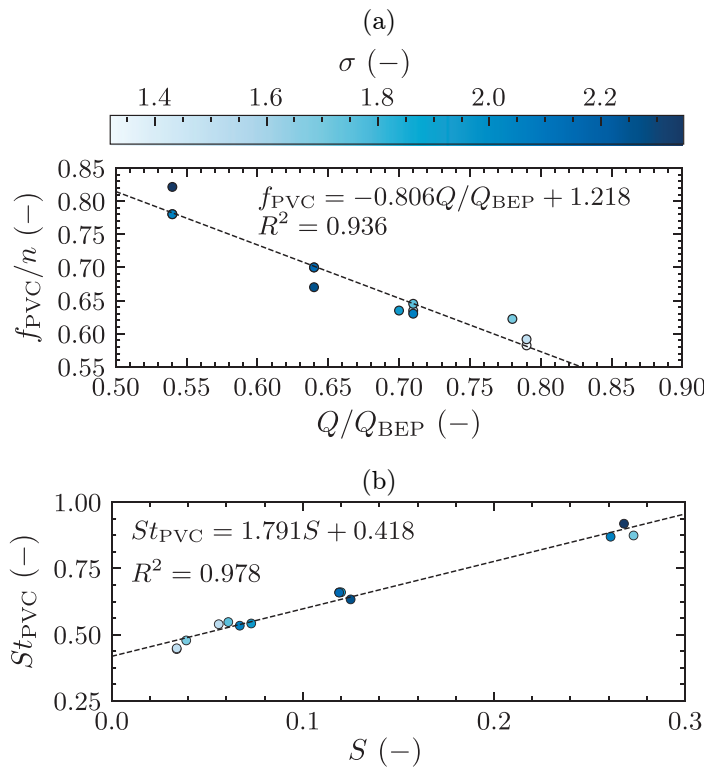 (a)
σ (−)
1.4 1.6 1.8 2.0 2.2
f_PVC/n (−)
0.85
0.80
0.75
0.70
0.65
0.60
0.55
f_PVC = −0.806Q/Q_BEP + 1.218
R² = 0.936
0.50 0.55 0.60 0.65 0.70 0.75 0.80 0.85 0.90
Q/Q_BEP (−)
(b)
St_PVC (−)
1.00
0.75
0.50
0.25
St_PVC = 1.791S + 0.418
R² = 0.978
0.0 0.1 0.2 0.3
S (−)